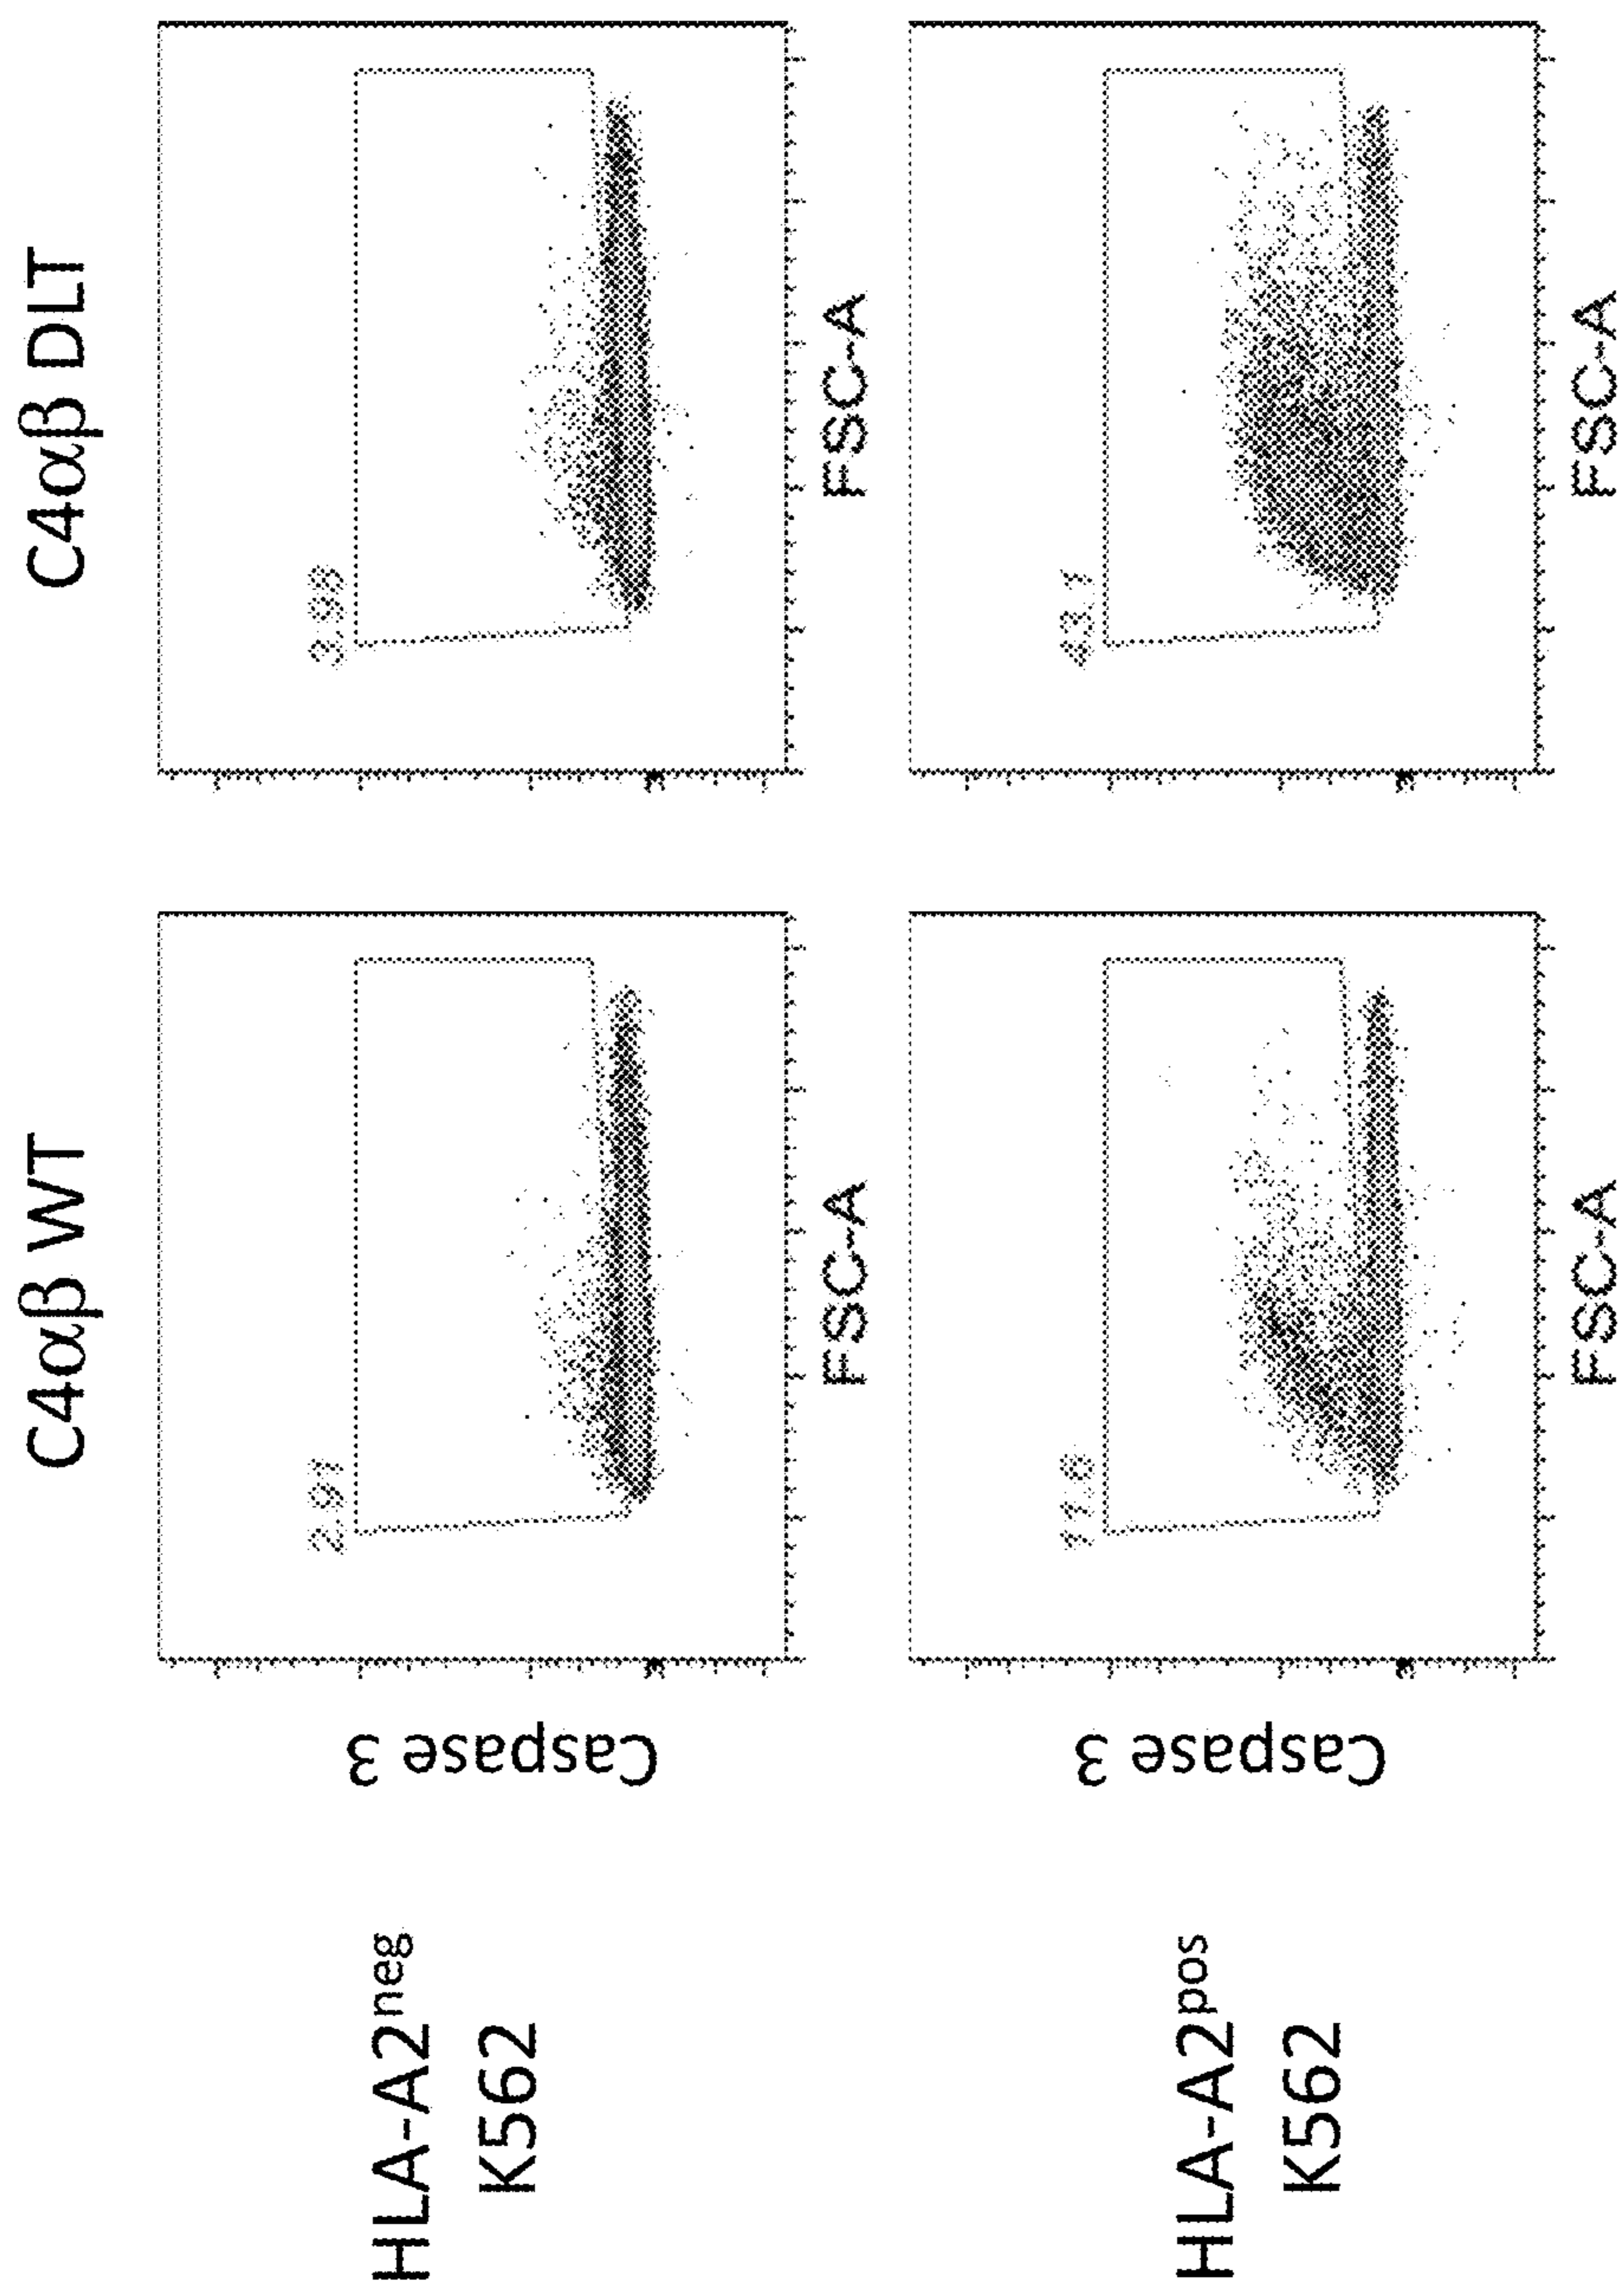 C4αβ WT
C4αβ DLT
HLA-A2neg
K562
Caspase 3
2.91
FSC-A
FSC-A
HLA-A2pos
K562
Caspase 3
11.8
43.1
FSC-A
FSC-A